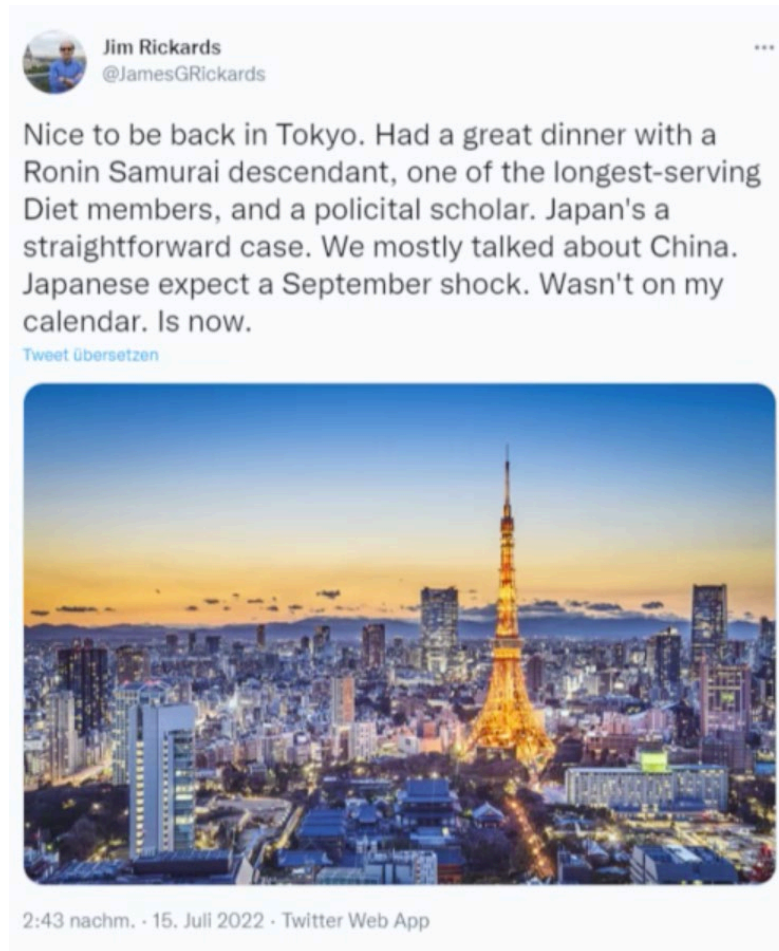 Jim Rickards
@JamesGRickards
Nice to be back in Tokyo. Had a great dinner with a
Ronin Samurai descendant, one of the longest-serving
Diet members, and a policital scholar. Japan's a
straightforward case. We mostly talked about China.
Japanese expect a September shock. Wasn't on my
calendar. Is now.
Tweet übersetzen
2:43 nachm. · 15. Juli 2022 · Twitter Web App